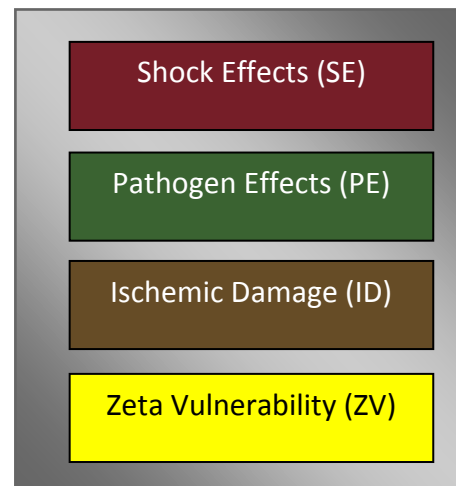 Shock Effects (SE)
Pathogen Effects (PE)
Ischemic Damage (ID)
Zeta Vulnerability (ZV)